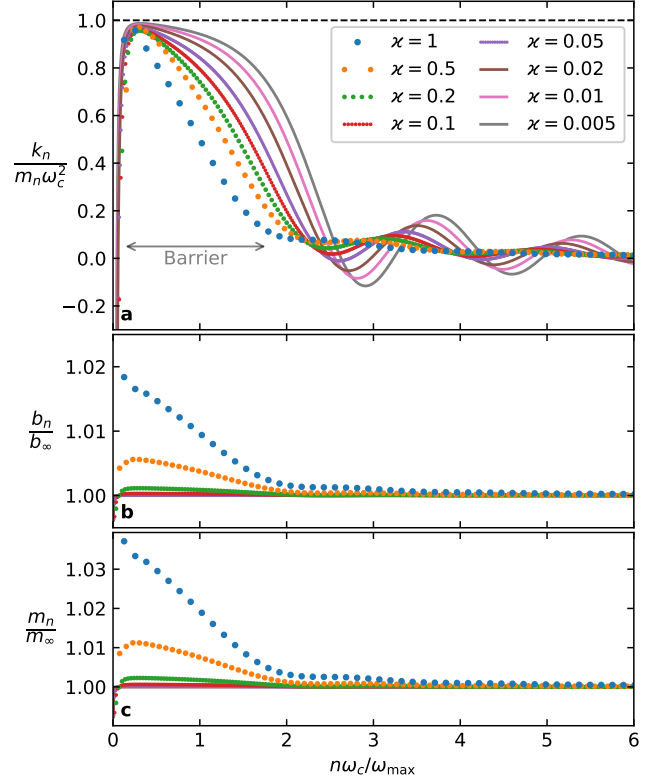 1.0
0.8
0.6
0.4
0.2
0.0
−0.2
k_n
m_nω_c^2
ϰ = 1
ϰ = 0.5
ϰ = 0.2
ϰ = 0.1
ϰ = 0.05
ϰ = 0.02
ϰ = 0.01
ϰ = 0.005
Barrier
a
1.02
1.01
1.00
b_n
b_∞
b
1.03
1.02
1.01
1.00
m_n
m_∞
c
0 1 2 3 4 5 6
nω_c/ω_max